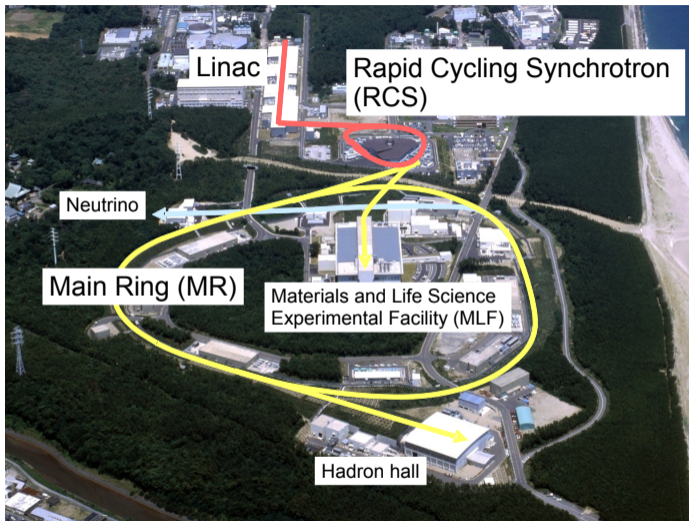 Linac
Rapid Cycling Synchrotron
(RCS)
Neutrino
Main Ring (MR)
Materials and Life Science
Experimental Facility (MLF)
Hadron hall